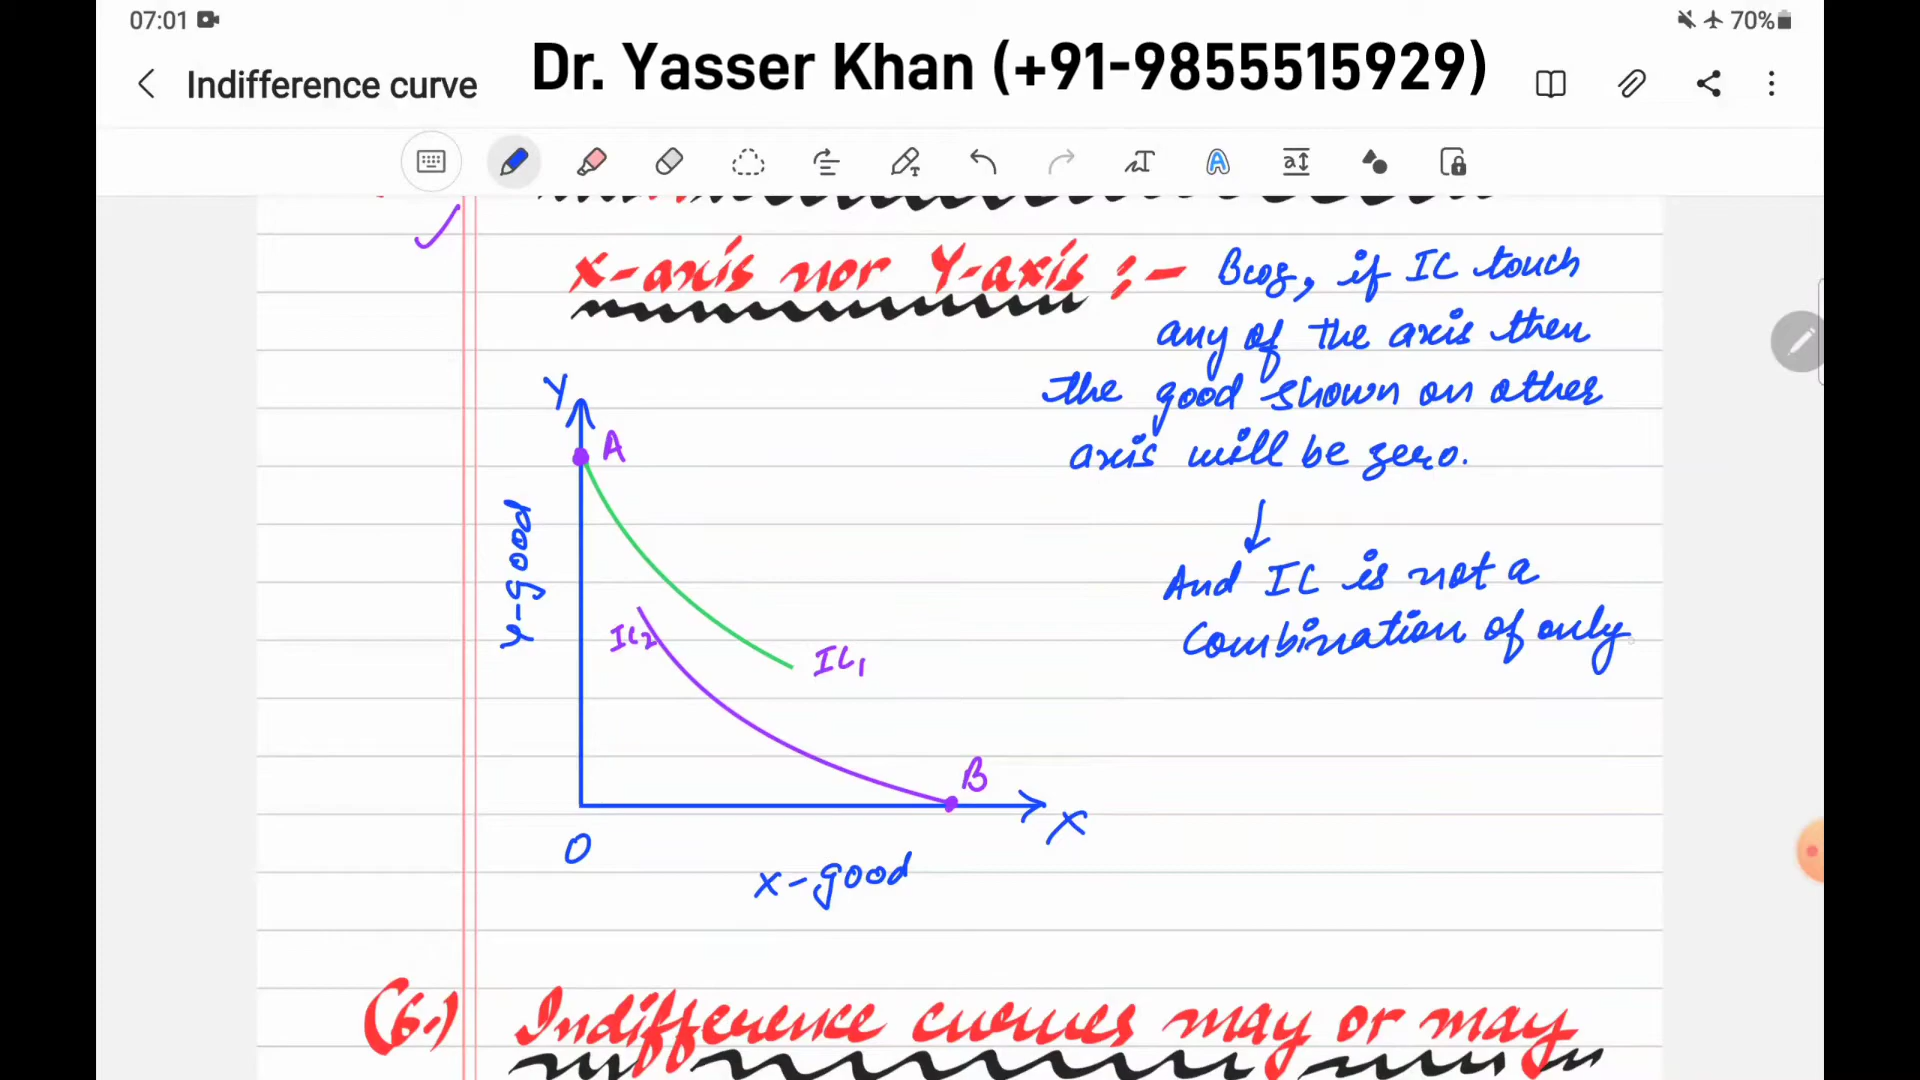 07:01
70%
Indifference curve
Dr. Yasser Khan (+91-9855515929)
X-axis nor Y-axis :-
Bcoz, if IC touch
any of the axis then
the good shown on other
axis will be zero.
And IC is not a
Combination of only
Y
A
Y-good
IC2
IC1
B
O
X
X-good
(6.) Indifference curves may or may